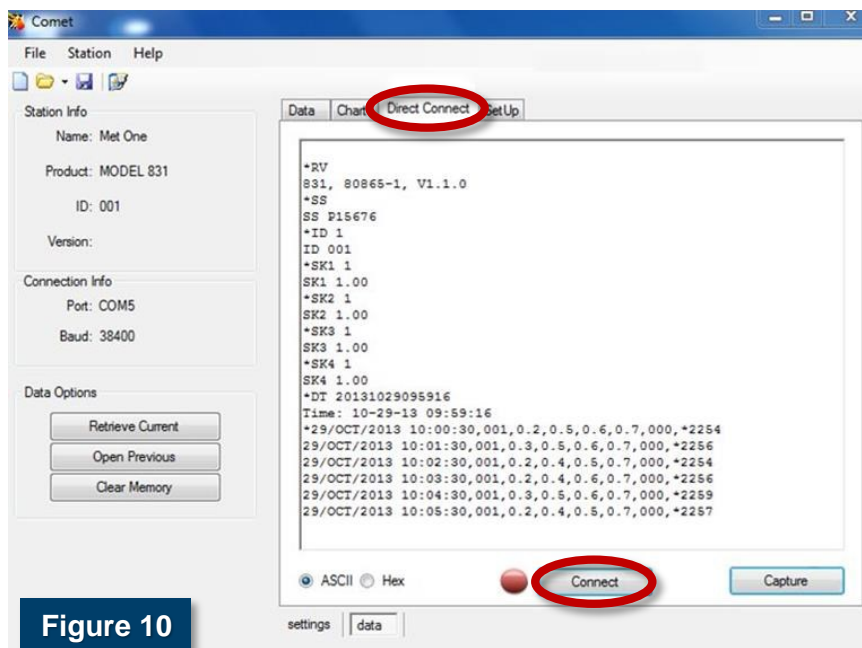 Comet
File Station Help
Station Info
Name: Met One
Product: MODEL 831
ID: 001
Version:
Connection Info
Port: COM5
Baud: 38400
Data Options
Retrieve Current
Open Previous
Clear Memory
Data Chart Direct Connect SetUp
*RV
831, 80865-1, V1.1.0
*SS
SS P15676
*ID 1
ID 001
*SK1 1
SK1 1.00
*SK2 1
SK2 1.00
*SK3 1
SK3 1.00
*SK4 1
SK4 1.00
*DT 20131029095916
Time: 10-29-13 09:59:16
*29/OCT/2013 10:00:30,001,0.2,0.5,0.6,0.7,000,*2254
29/OCT/2013 10:01:30,001,0.3,0.5,0.6,0.7,000,*2256
29/OCT/2013 10:02:30,001,0.2,0.4,0.5,0.7,000,*2254
29/OCT/2013 10:03:30,001,0.2,0.4,0.6,0.7,000,*2256
29/OCT/2013 10:04:30,001,0.3,0.5,0.6,0.7,000,*2259
29/OCT/2013 10:05:30,001,0.2,0.4,0.5,0.7,000,*2257
ASCII Hex Connect Capture
settings data
Figure 10